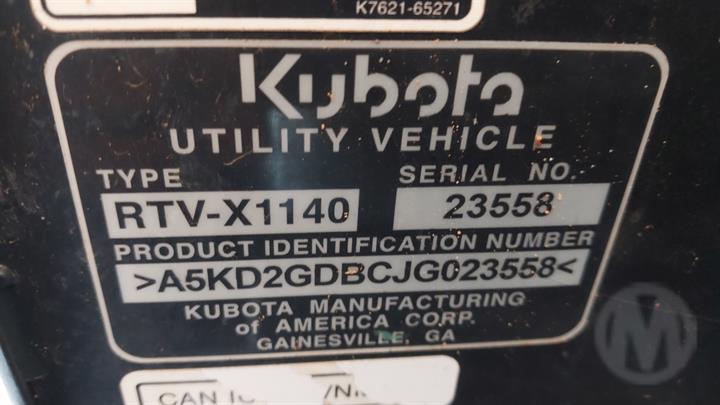 K7621-65271
Kubota
UTILITY VEHICLE
TYPE SERIAL NO.
RTV-X1140 23558
PRODUCT IDENTIFICATION NUMBER
>A5KD2GDBCJG023558<
KUBOTA MANUFACTURING
of AMERICA CORP.
GAINESVILLE, GA
M
CAN